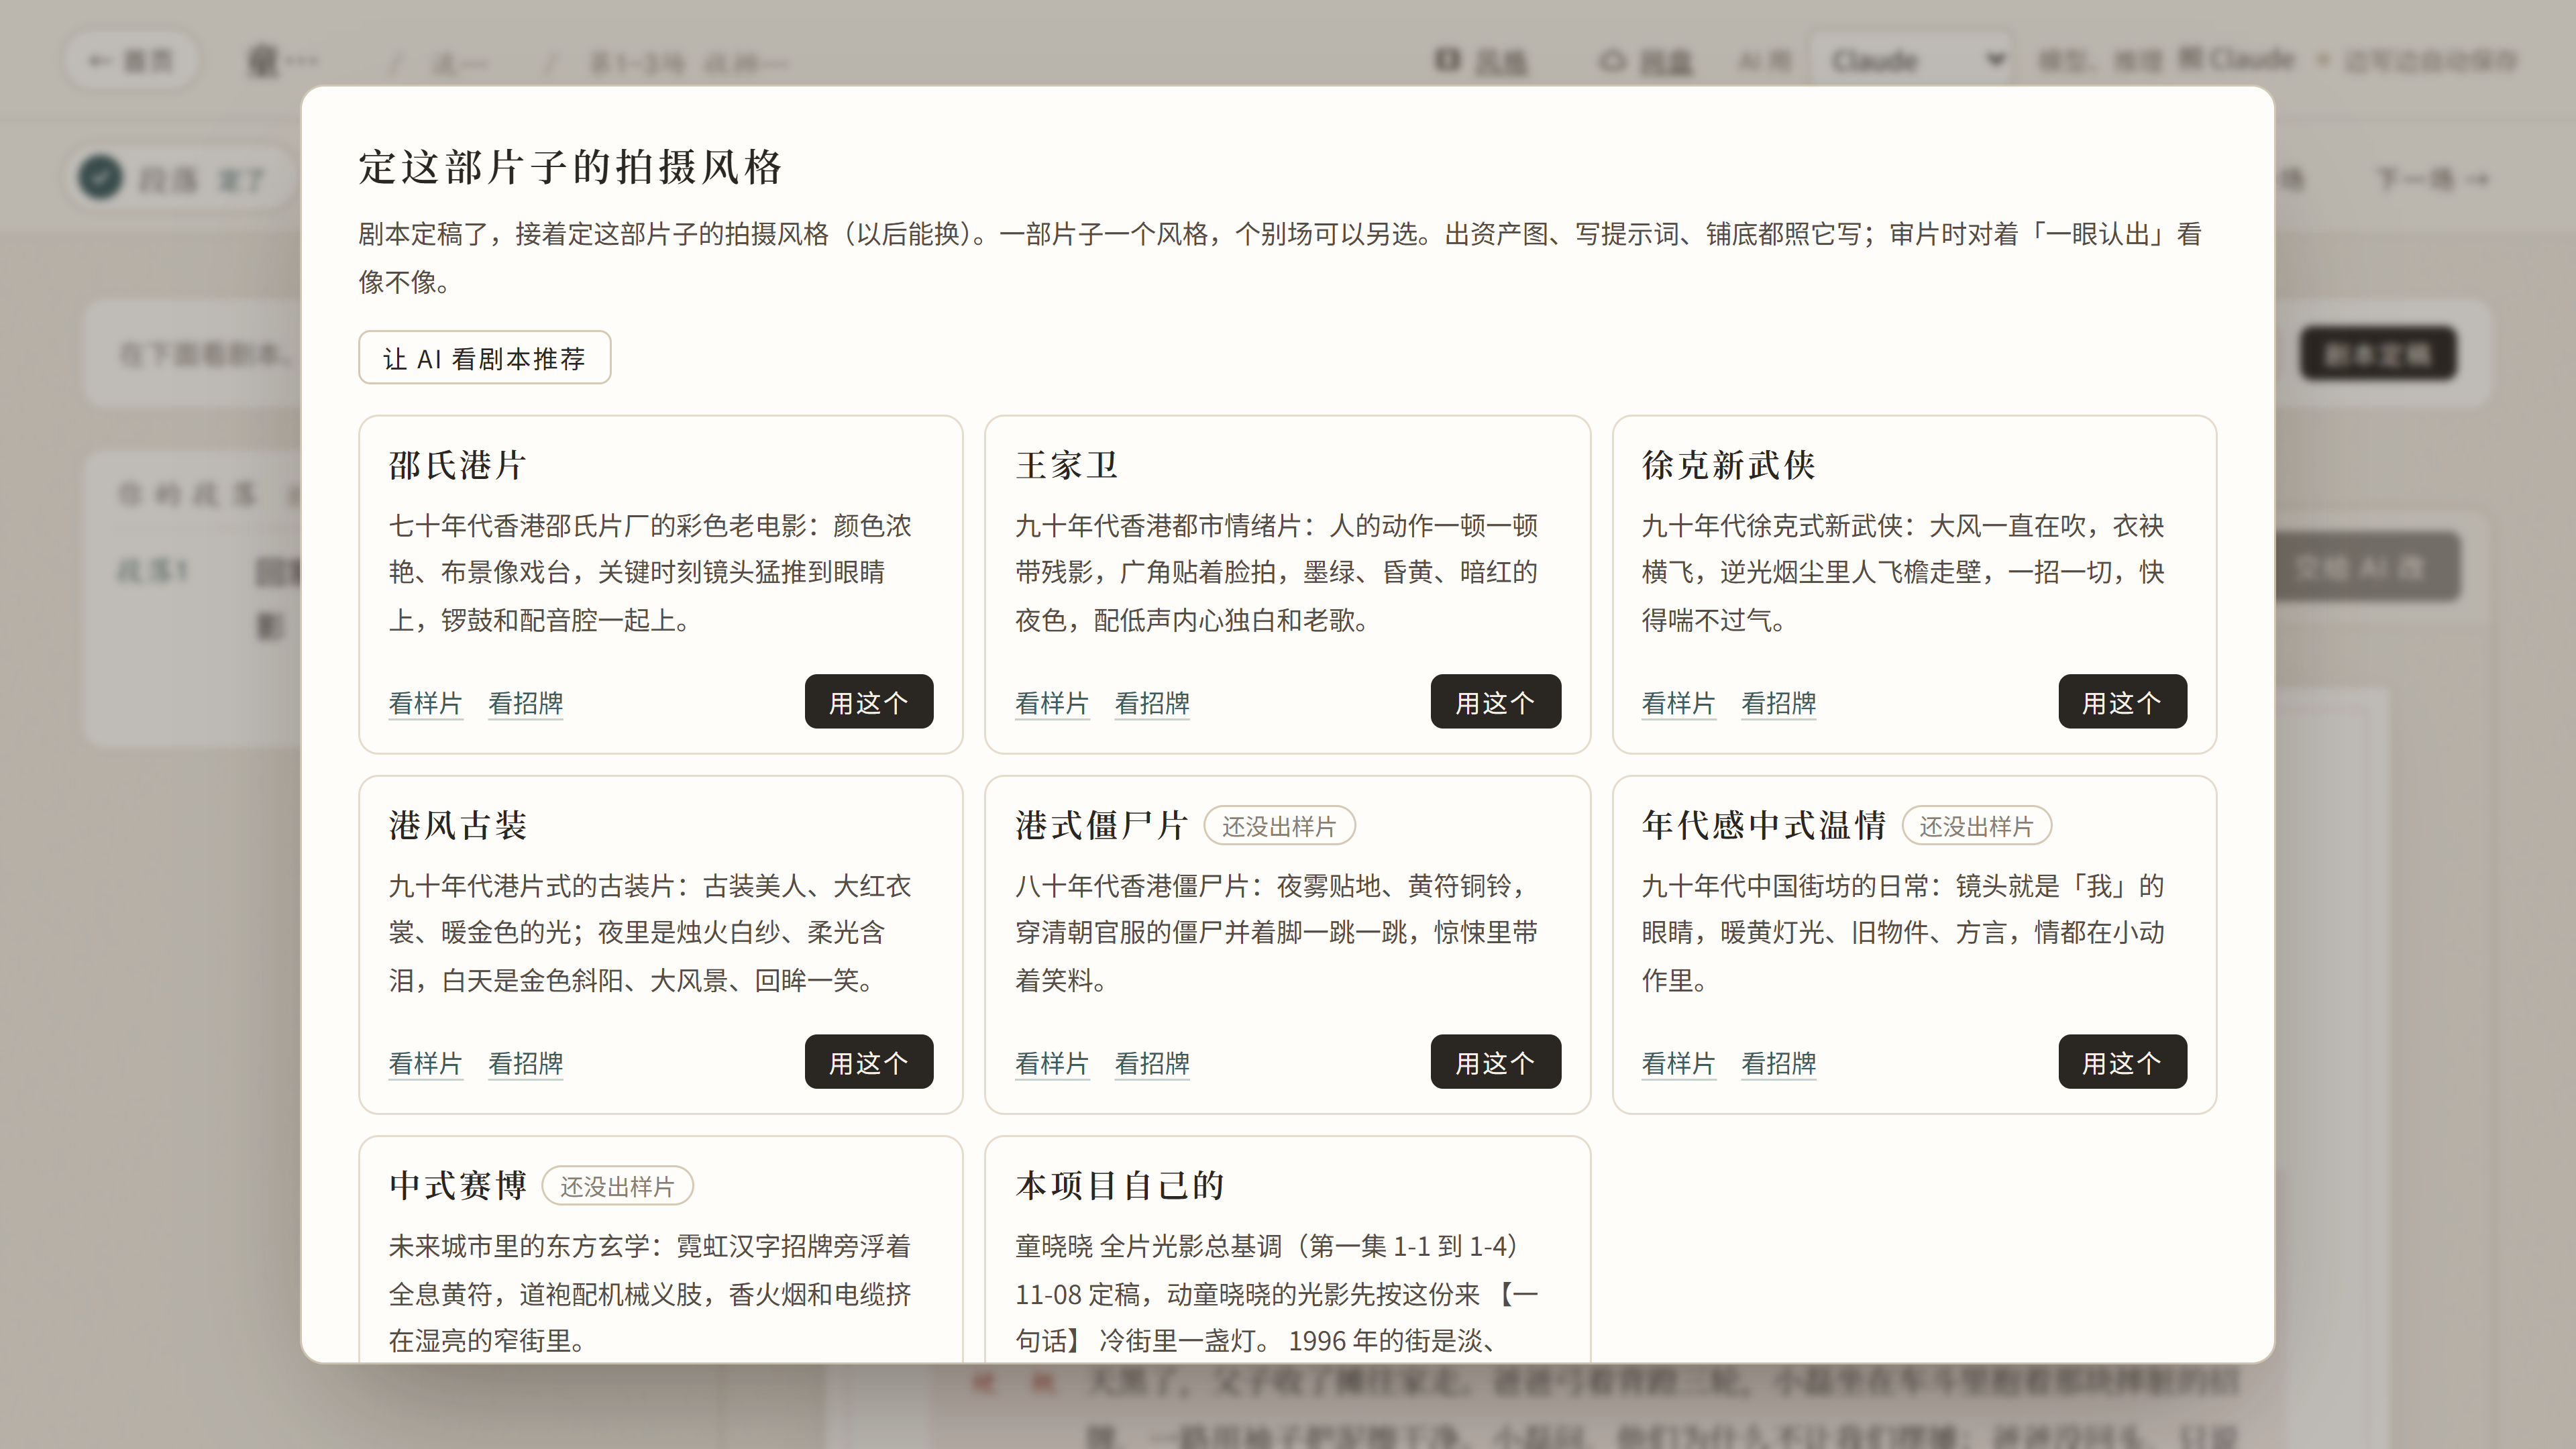 ← 首页
Claude
照 Claude
边写边自动保存
段落 定了
下一场 →
定这部片子的拍摄风格
剧本定稿了，接着定这部片子的拍摄风格（以后能换）。一部片子一个风格，个别场可以另选。出资产图、写提示词、铺底都照它写；审片时对着「一眼认出」看
像不像。
剧本定稿
让 AI 看剧本推荐
邵氏港片
七十年代香港邵氏片厂的彩色老电影：颜色浓
艳、布景像戏台，关键时刻镜头猛推到眼睛
上，锣鼓和配音腔一起上。
看样片 看招牌 用这个
王家卫
九十年代香港都市情绪片：人的动作一顿一顿
带残影，广角贴着脸拍，墨绿、昏黄、暗红的
夜色，配低声内心独白和老歌。
看样片 看招牌 用这个
徐克新武侠
九十年代徐克式新武侠：大风一直在吹，衣袂
横飞，逆光烟尘里人飞檐走壁，一招一切，快
得喘不过气。
看样片 看招牌 用这个
交给 AI 改
港风古装
九十年代港片式的古装片：古装美人、大红衣
裳、暖金色的光；夜里是烛火白纱、柔光含
泪，白天是金色斜阳、大风景、回眸一笑。
看样片 看招牌 用这个
港式僵尸片 还没出样片
八十年代香港僵尸片：夜雾贴地、黄符铜铃，
穿清朝官服的僵尸并着脚一跳一跳，惊悚里带
着笑料。
看样片 看招牌 用这个
年代感中式温情 还没出样片
九十年代中国街坊的日常：镜头就是「我」的
眼睛，暖黄灯光、旧物件、方言，情都在小动
作里。
看样片 看招牌 用这个
中式赛博 还没出样片
未来城市里的东方玄学：霓虹汉字招牌旁浮着
全息黄符，道袍配机械义肢，香火烟和电缆挤
在湿亮的窄街里。
本项目自己的
童晓晓 全片光影总基调（第一集 1-1 到 1-4）
11-08 定稿，动童晓晓的光影先按这份来 【一
句话】 冷街里一盏灯。 1996 年的街是淡、